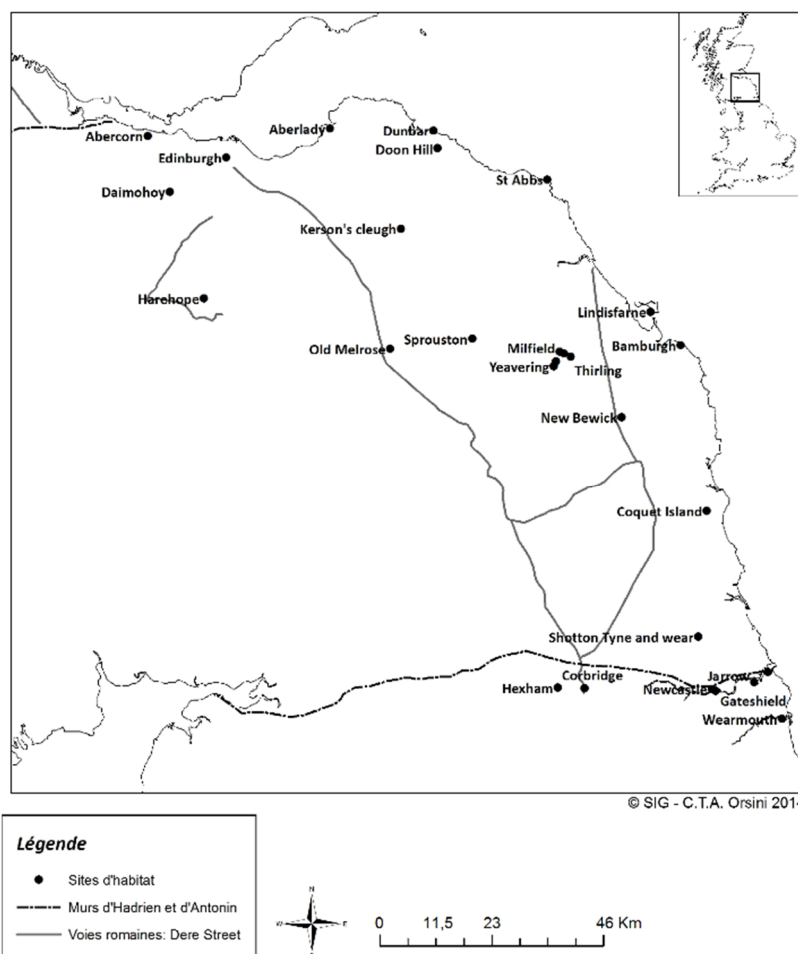 Abercorn
Aberlady
Dunbar
Doon Hill
Edinburgh
St Abbs
Daimohoy
Kerson's cleugh
Harehope
Lindisfarne
Sprouston
Old Melrose
Milfield
Bamburgh
Yeavering
Thirling
New Bewick
Coquet Island
Shotton Tyne and wear
Corbridge
Jarrow
Hexham
Newcastle
Gateshield
Wearmouth
© SIG - C.T.A. Orsini 2014
Légende
Sites d'habitat
Murs d'Hadrien et d'Antonin
Voies romaines: Dere Street
N
W
E
S
0 11,5 23 46 Km